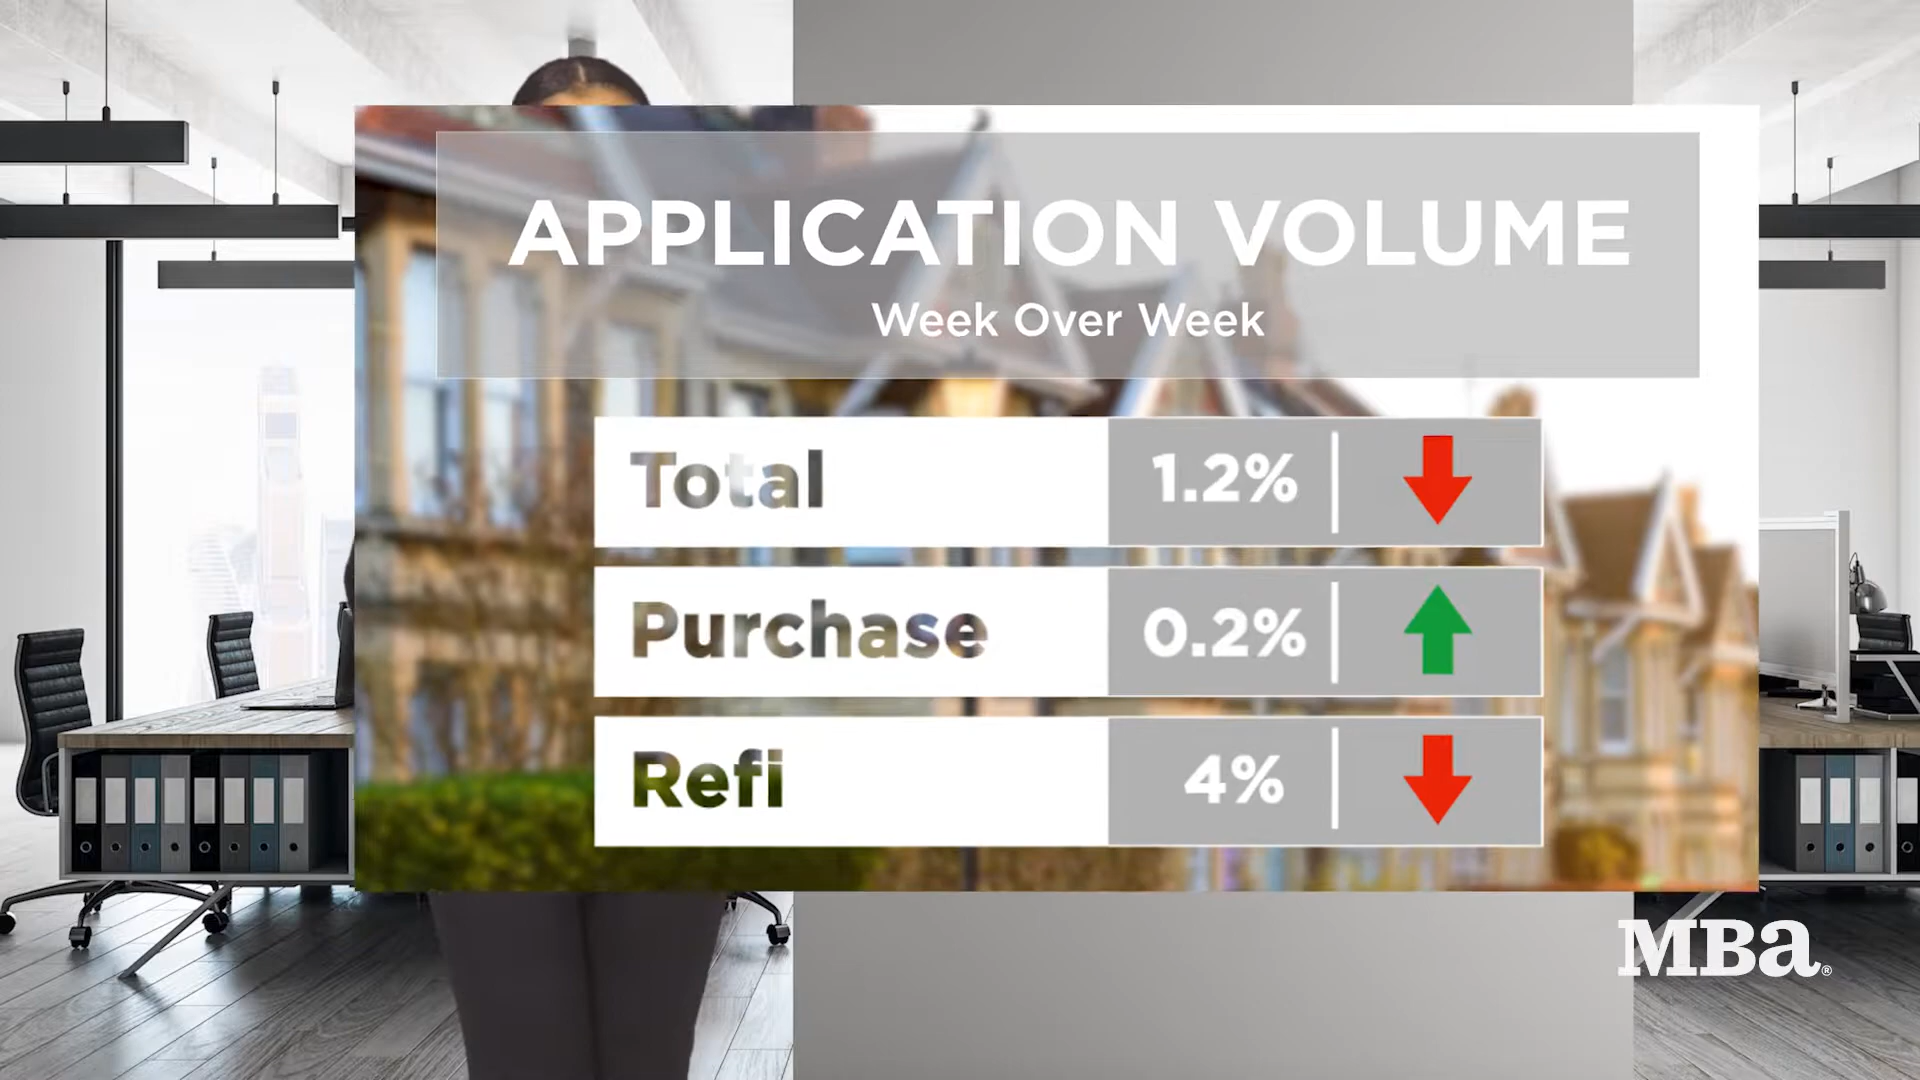 APPLICATION VOLUME
Week Over Week
Total 1.2%
Purchase 0.2%
Refi 4%
MBa®